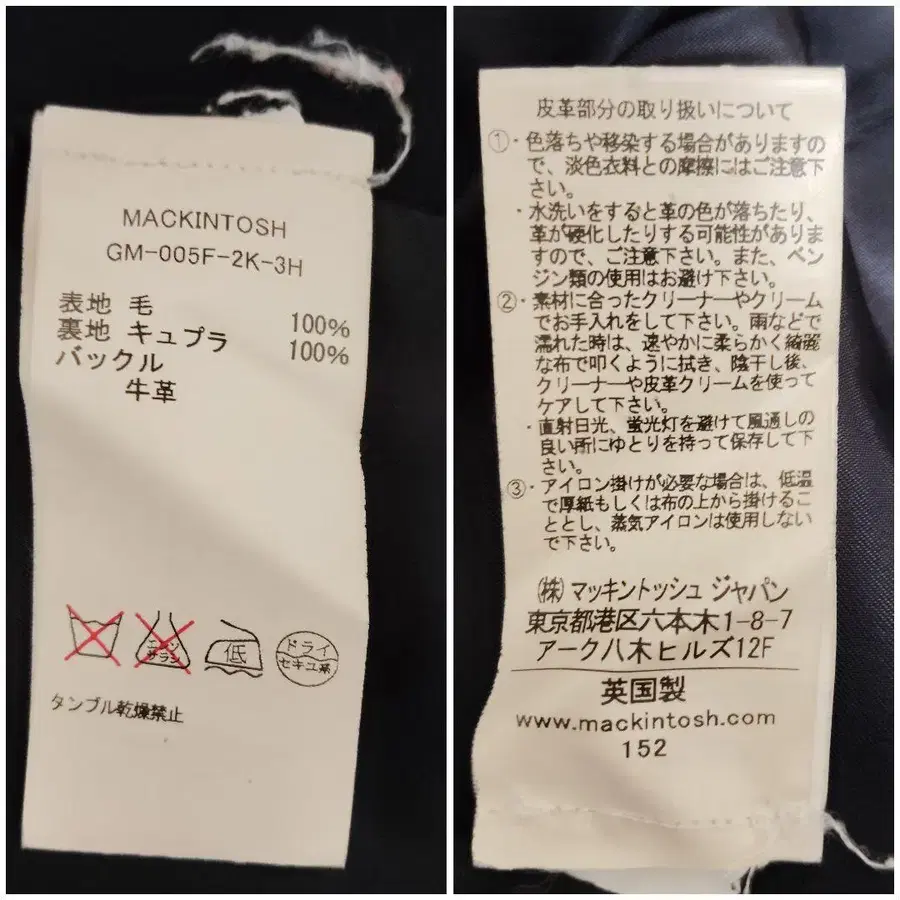 MACKINTOSH
GM-005F-2K-3H
表地 毛 100%
裏地 キュプラ 100%
バックル
牛革
エンソ
サラシ
低
ドライ
セキユ系
タンブル乾燥禁止
皮革部分の取り扱いについて
①・色落ちや移染する場合がありますの
で、淡色衣料との摩擦にはご注意下
さい。
・水洗いをすると革の色が落ちたり、
革が硬化したりする可能性がありま
すので、ご注意下さい。また、ベン
ジン類の使用はお避け下さい。
②・素材に合ったクリーナーやクリーム
でお手入れをして下さい。雨などで
濡れた時は、速やかに柔らかく綺麗
な布で叩くように拭き、陰干し後、
クリーナーや皮革クリームを使って
ケアして下さい。
・直射日光、蛍光灯を避けて風通しの
良い所にゆとりを持って保存して下
さい。
③・アイロン掛けが必要な場合は、低温
で厚紙もしくは布の上から掛けるこ
ととし、蒸気アイロンは使用しない
で下さい。
㈱ マッキントッシュ ジャパン
東京都港区六本木1-8-7
アーク八木ヒルズ12F
英国製
www.mackintosh.com
152